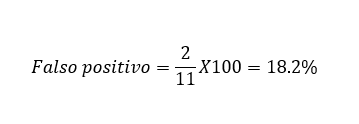 Falso positivo = 2/11 X100 = 18.2%